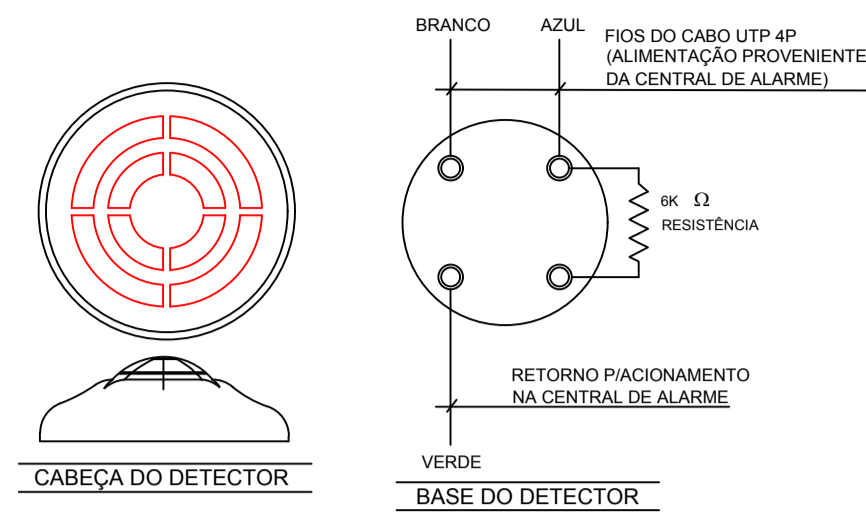 BRANCO
AZUL
FIOS DO CABO UTP 4P
(ALIMENTAÇÃO PROVENIENTE
DA CENTRAL DE ALARME)
6K Ω
RESISTÊNCIA
RETORNO P/ACIONAMENTO
NA CENTRAL DE ALARME
VERDE
CABEÇA DO DETECTOR
BASE DO DETECTOR